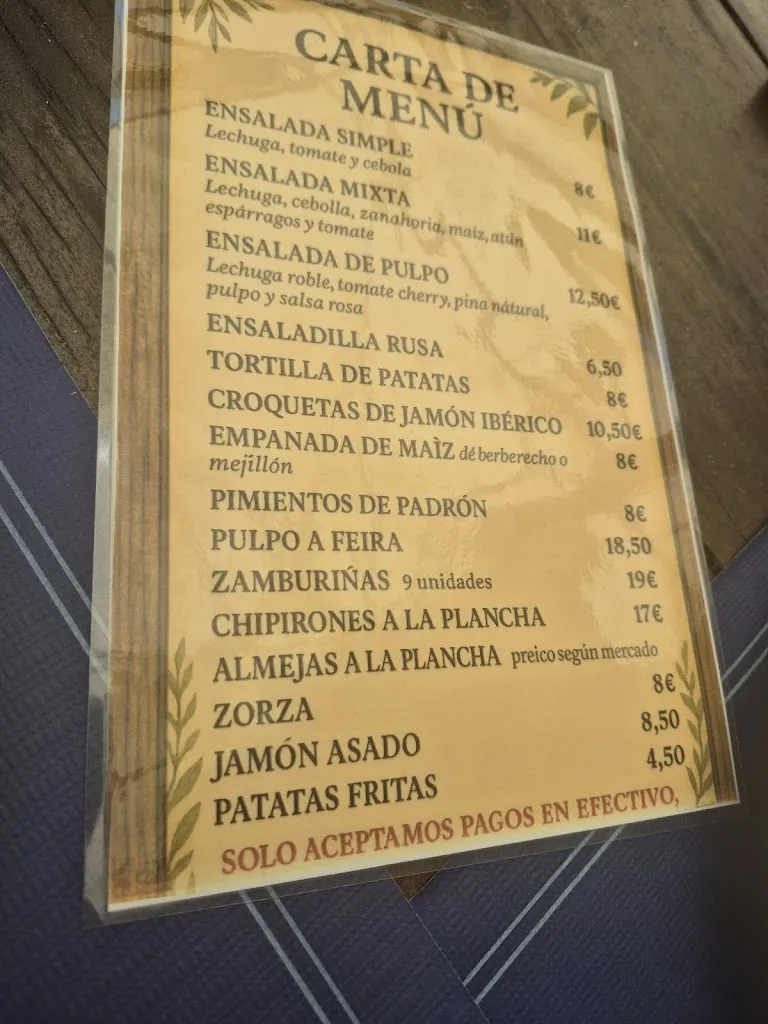 CARTA DE
MENÚ
ENSALADA SIMPLE
Lechuga, tomate y cebola
8€
ENSALADA MIXTA
Lechuga, cebolla, zanahoria, maiz, atún
espárragos y tomate
11€
ENSALADA DE PULPO
Lechuga roble, tomate cherry, pina nátural,
pulpo y salsa rosa
12,50€
ENSALADILLA RUSA 6,50
TORTILLA DE PATATAS 8€
CROQUETAS DE JAMÓN IBÉRICO 10,50€
EMPANADA DE MAÌZ dé berberecho o 8€
mejillón
PIMIENTOS DE PADRÓN 8€
PULPO A FEIRA 18,50
ZAMBURIÑAS 9 unidades 19€
CHIPIRONES A LA PLANCHA 17€
ALMEJAS A LA PLANCHA preico según mercado
ZORZA 8€
JAMÓN ASADO 8,50
PATATAS FRITAS 4,50
SOLO ACEPTAMOS PAGOS EN EFECTIVO,